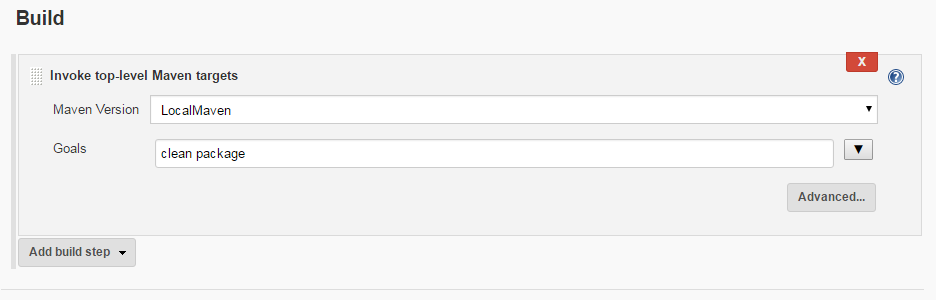 Build
Invoke top-level Maven targets
X
?
Maven Version
LocalMaven
Goals
clean package
Advanced...
Add build step